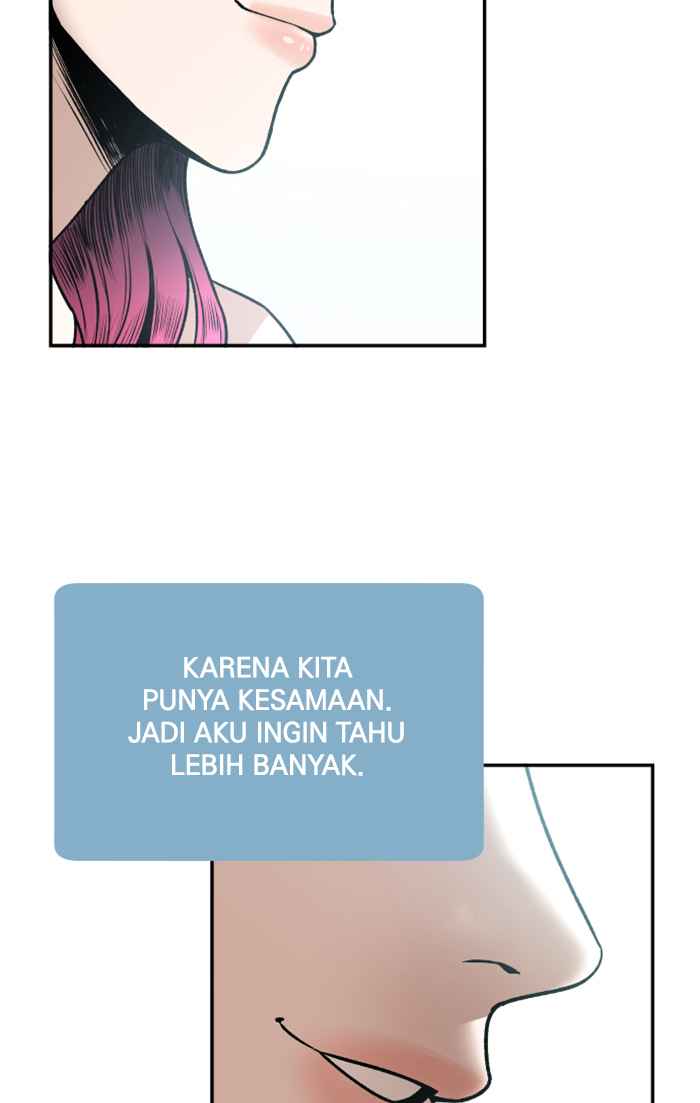 KARENA KITA
PUNYA KESAMAAN.
JADI AKU INGIN TAHU
LEBIH BANYAK.